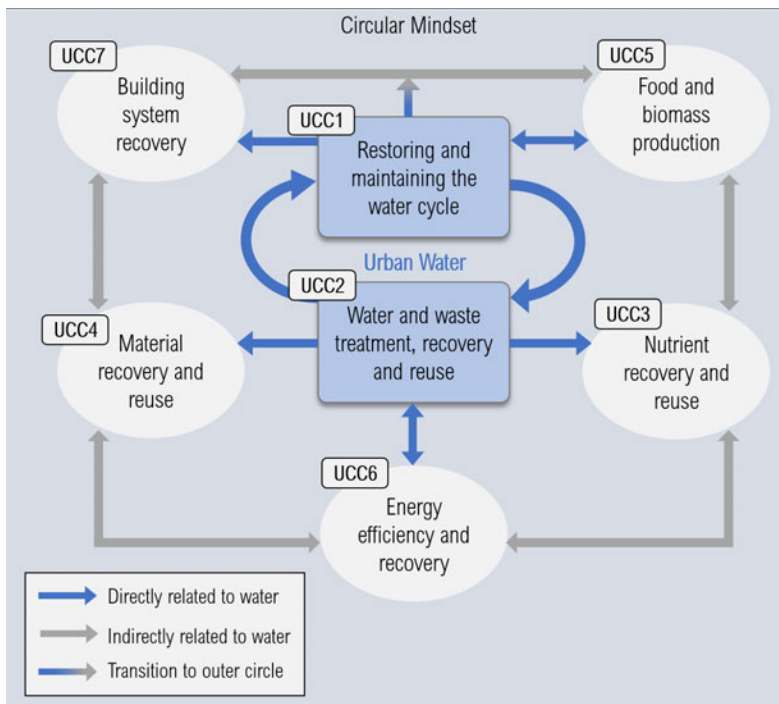 Circular Mindset
UCC7
Building
system
recovery
UCC5
Food and
biomass
production
UCC1
Restoring and
maintaining the
water cycle
Urban Water
UCC2
Water and waste
treatment, recovery
and reuse
UCC4
Material
recovery and
reuse
UCC3
Nutrient
recovery and
reuse
UCC6
Energy
efficiency and
recovery
Directly related to water
Indirectly related to water
Transition to outer circle